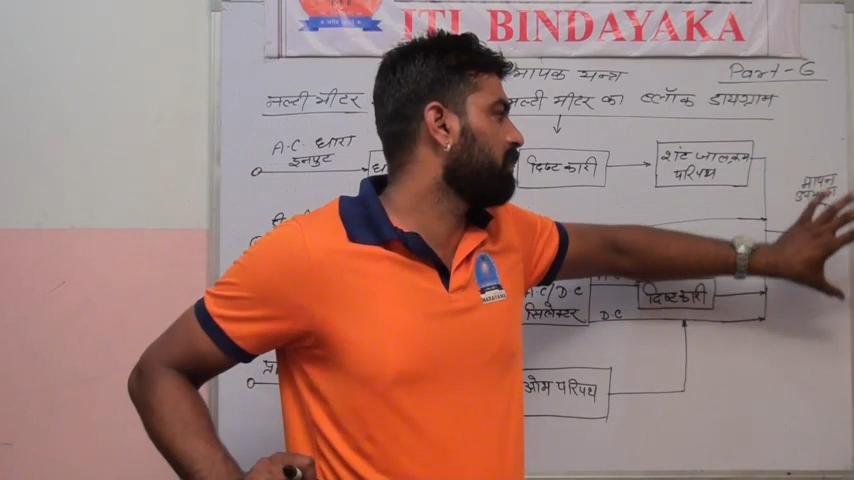 ITI BINDAYAKA
मापक यन्त्र
Part-6
मल्टी मीटर
मल्टी मीटर का ब्लॉक डायग्राम
A.C. धारा
इनपुट
दिष्टकारी
शंट जालक्रम
परिपथ
मापन
A.C/DC
सिलेक्टर
दिष्टकारी
D.C
ओम परिपथ
NARAYANA